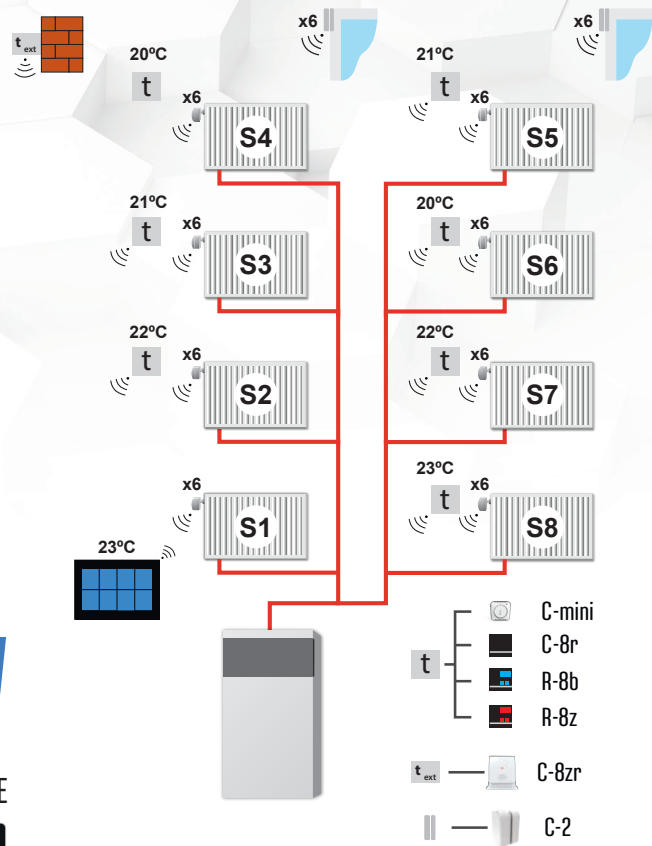 x6
x6
t ext
20ºC
t
x6
S4
21ºC
t
x6
S5
21ºC
t
x6
S3
20ºC
t
x6
S6
22ºC
t
x6
S2
22ºC
t
x6
S7
x6
S1
23ºC
23ºC
t
x6
S8
t
C-mini
C-8r
R-8b
R-8z
t ext
C-8zr
C-2
E